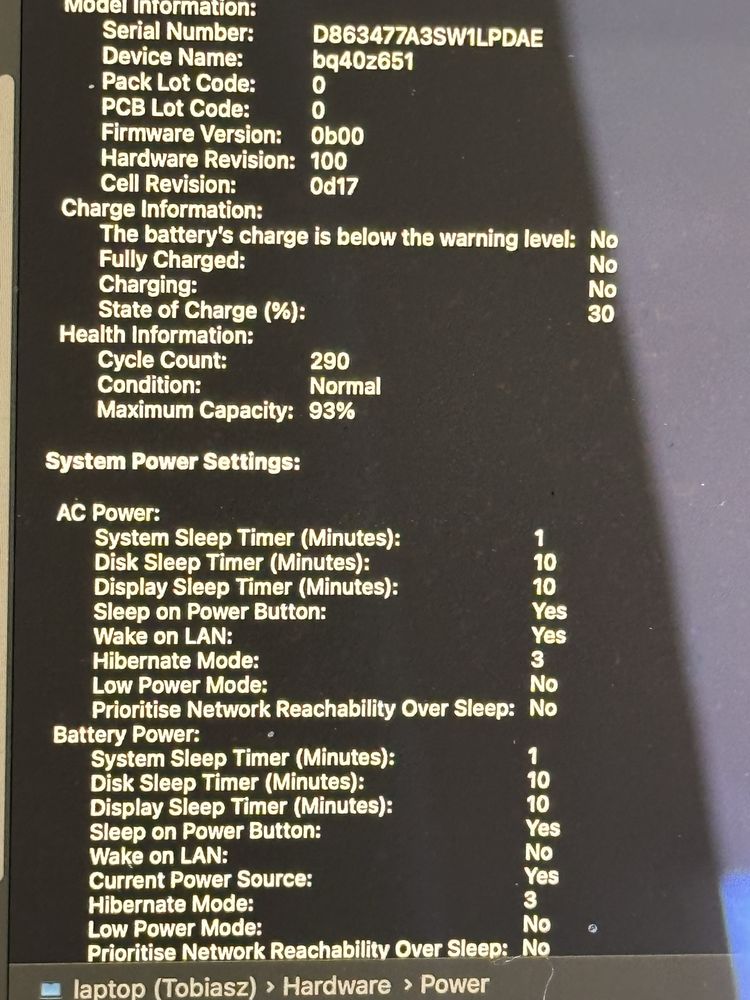 Model Information:
Serial Number: D863477A3SW1LPDAE
Device Name: bq40z651
Pack Lot Code: 0
PCB Lot Code: 0
Firmware Version: 0b00
Hardware Revision: 100
Cell Revision: 0d17
Charge Information:
The battery's charge is below the warning level: No
Fully Charged: No
Charging: No
State of Charge (%): 30
Health Information:
Cycle Count: 290
Condition: Normal
Maximum Capacity: 93%
System Power Settings:
AC Power:
System Sleep Timer (Minutes): 1
Disk Sleep Timer (Minutes): 10
Display Sleep Timer (Minutes): 10
Sleep on Power Button: Yes
Wake on LAN: Yes
Hibernate Mode: 3
Low Power Mode: No
Prioritise Network Reachability Over Sleep: No
Battery Power:
System Sleep Timer (Minutes): 1
Disk Sleep Timer (Minutes): 10
Display Sleep Timer (Minutes): 10
Sleep on Power Button: Yes
Wake on LAN: No
Current Power Source: Yes
Hibernate Mode: 3
Low Power Mode: No
Prioritise Network Reachability Over Sleep: No
laptop (Tobiasz) › Hardware › Power